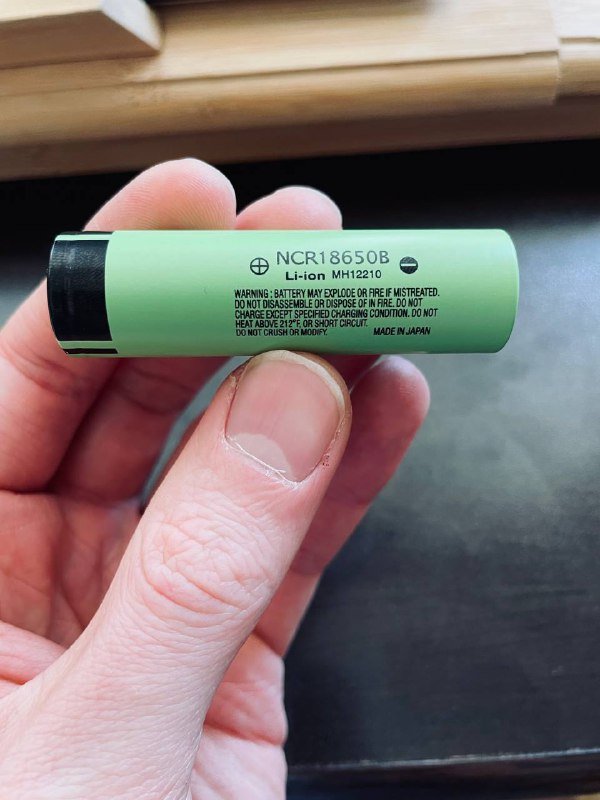 ⊕ NCR18650B ⊖
Li-ion MH12210
WARNING : BATTERY MAY EXPLODE OR FIRE IF MISTREATED.
DO NOT DISASSEMBLE OR DISPOSE OF IN FIRE. DO NOT
CHARGE EXCEPT SPECIFIED CHARGING CONDITION. DO NOT
HEAT ABOVE 212°F, OR SHORT CIRCUIT.
DO NOT CRUSH OR MODIFY. MADE IN JAPAN